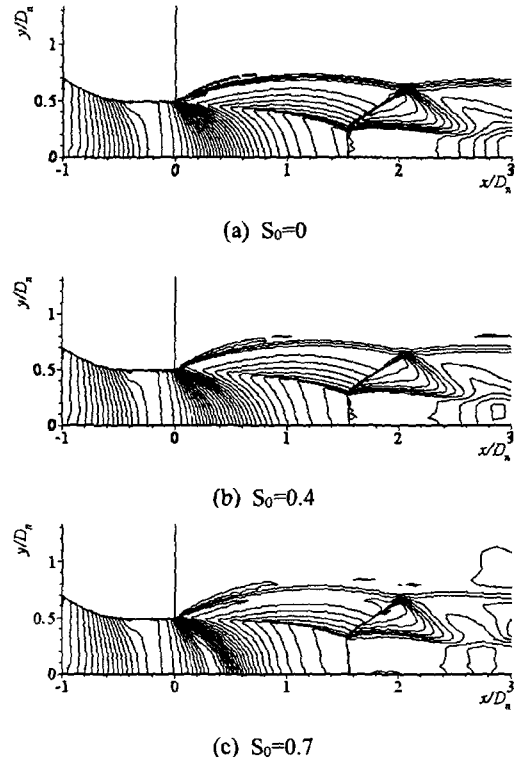 y/Dₙ
1
0.5
0
-1 0 1 2 3
x/Dₙ
(a) S₀=0
y/Dₙ
1
0.5
0
-1 0 1 2 3
x/Dₙ
(b) S₀=0.4
y/Dₙ
1
0.5
0
-1 0 1 2 3
x/Dₙ
(c) S₀=0.7